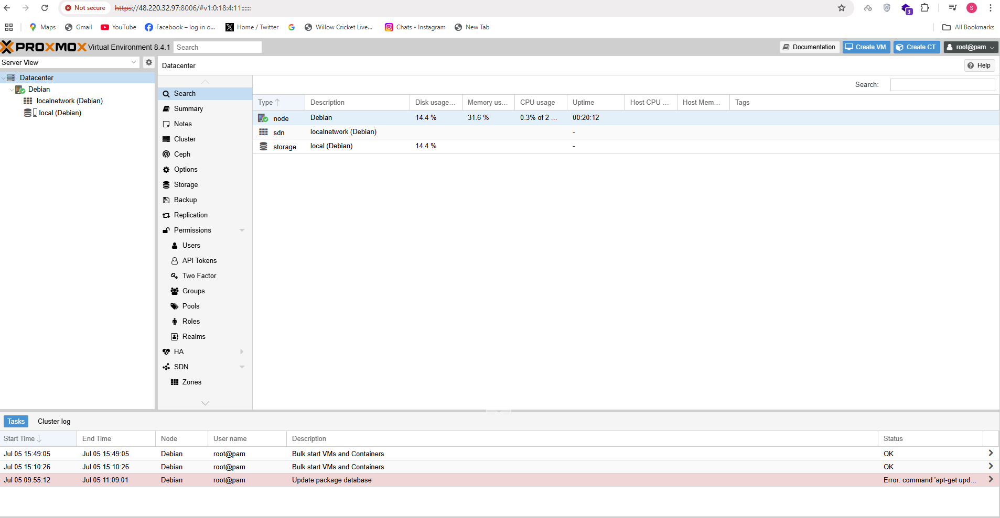 Not secure https://48.220.32.97:8006/#v1:0:18:4:11::::::
3
S
Maps Gmail YouTube Facebook – log in o... Home / Twitter Willow Cricket Live... Chats • Instagram New Tab All Bookmarks
PROXMOX Virtual Environment 8.4.1 Search Documentation Create VM Create CT root@pam
Server View
Datacenter
Debian
localnetwork (Debian)
local (Debian)
Datacenter Help
Search
Summary
Notes
Cluster
Ceph
Options
Storage
Backup
Replication
Permissions
Users
API Tokens
Two Factor
Groups
Pools
Roles
Realms
HA
SDN
Zones
Search:
Type Description Disk usage... Memory us... CPU usage Uptime Host CPU ... Host Mem... Tags
node Debian 14.4 % 31.6 % 0.3% of 2 ... 00:20:12
sdn localnetwork (Debian) -
storage local (Debian) 14.4 % -
Tasks Cluster log
Start Time End Time Node User name Description Status
Jul 05 15:49:05 Jul 05 15:49:05 Debian root@pam Bulk start VMs and Containers OK
Jul 05 15:10:26 Jul 05 15:10:26 Debian root@pam Bulk start VMs and Containers OK
Jul 05 09:55:12 Jul 05 11:09:01 Debian root@pam Update package database Error: command 'apt-get upd...